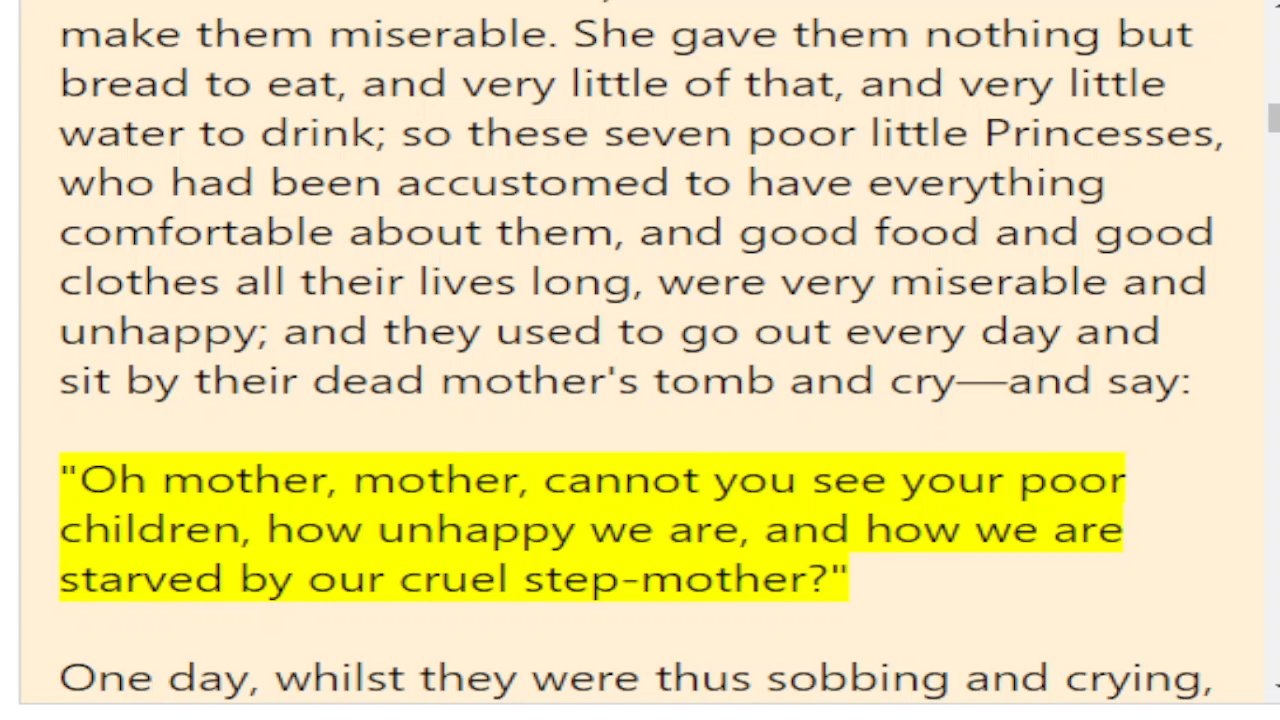 make them miserable. She gave them nothing but
bread to eat, and very little of that, and very little
water to drink; so these seven poor little Princesses,
who had been accustomed to have everything
comfortable about them, and good food and good
clothes all their lives long, were very miserable and
unhappy; and they used to go out every day and
sit by their dead mother's tomb and cry—and say:
"Oh mother, mother, cannot you see your poor
children, how unhappy we are, and how we are
starved by our cruel step-mother?"
One day, whilst they were thus sobbing and crying,